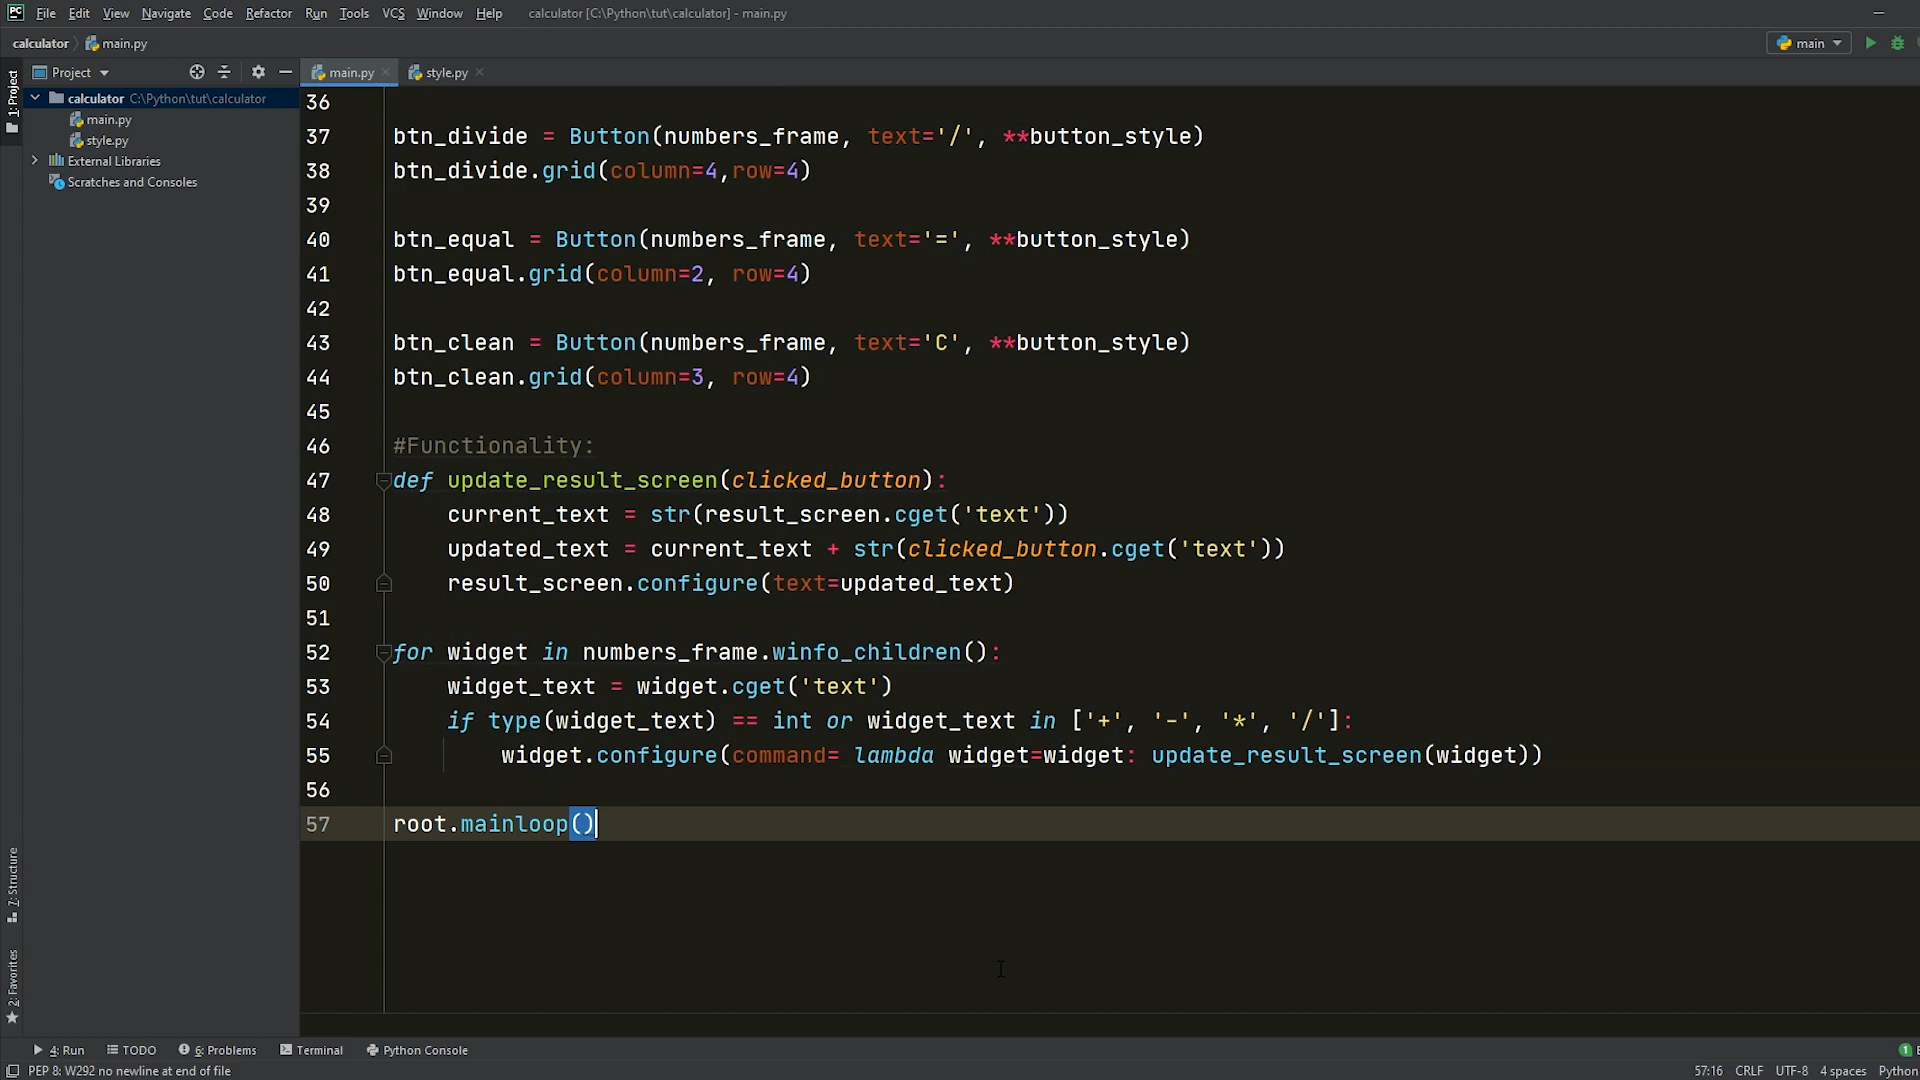 PC File Edit View Navigate Code Refactor Run Tools VCS Window Help calculator [C:\Python\tut\calculator] - main.py
calculator main.py main
1: Project
Project main.py style.py
calculator C:\Python\tut\calculator
main.py
style.py
External Libraries
Scratches and Consoles
36
37 btn_divide = Button(numbers_frame, text='/', **button_style)
38 btn_divide.grid(column=4,row=4)
39
40 btn_equal = Button(numbers_frame, text='=', **button_style)
41 btn_equal.grid(column=2, row=4)
42
43 btn_clean = Button(numbers_frame, text='C', **button_style)
44 btn_clean.grid(column=3, row=4)
45
46 #Functionality:
47 def update_result_screen(clicked_button):
48 current_text = str(result_screen.cget('text'))
49 updated_text = current_text + str(clicked_button.cget('text'))
50 result_screen.configure(text=updated_text)
51
52 for widget in numbers_frame.winfo_children():
53 widget_text = widget.cget('text')
54 if type(widget_text) == int or widget_text in ['+', '-', '*', '/']:
55 widget.configure(command= lambda widget=widget: update_result_screen(widget))
56
57 root.mainloop()
7: Structure
2: Favorites
4: Run TODO 6: Problems Terminal Python Console 1
PEP 8: W292 no newline at end of file 57:16 CRLF UTF-8 4 spaces Python